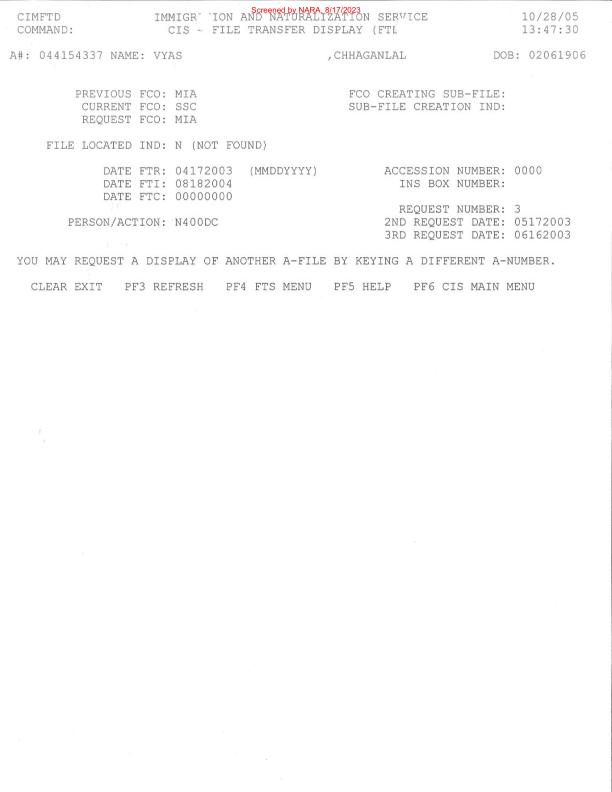 Screened by NARA, 8/17/2023
CIMFTD IMMIGR TION AND NATURALIZATION SERVICE 10/28/05
COMMAND: CIS - FILE TRANSFER DISPLAY (FTD 13:47:30
A#: 044154337 NAME: VYAS ,CHHAGANLAL DOB: 02061906
PREVIOUS FCO: MIA FCO CREATING SUB-FILE:
CURRENT FCO: SSC SUB-FILE CREATION IND:
REQUEST FCO: MIA
FILE LOCATED IND: N (NOT FOUND)
DATE FTR: 04172003 (MMDDYYYY) ACCESSION NUMBER: 0000
DATE FTI: 08182004 INS BOX NUMBER:
DATE FTC: 00000000
REQUEST NUMBER: 3
PERSON/ACTION: N400DC 2ND REQUEST DATE: 05172003
3RD REQUEST DATE: 06162003
YOU MAY REQUEST A DISPLAY OF ANOTHER A-FILE BY KEYING A DIFFERENT A-NUMBER.
CLEAR EXIT PF3 REFRESH PF4 FTS MENU PF5 HELP PF6 CIS MAIN MENU